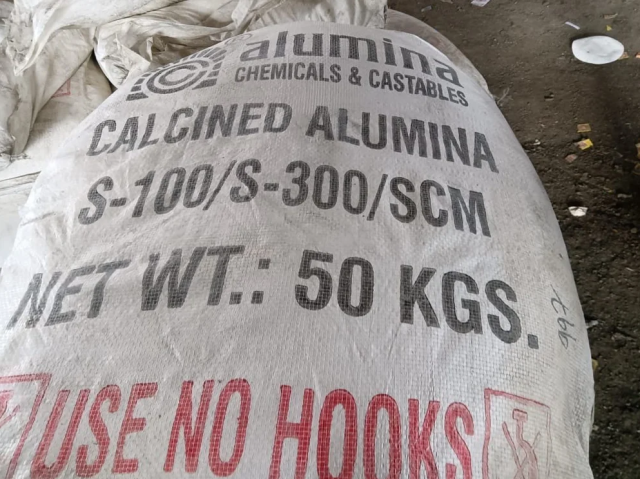 alumina
CHEMICALS & CASTABLES
CALCINED ALUMINA
S-100/S-300/SCM
NET WT.: 50 KGS.
USE NO HOOKS